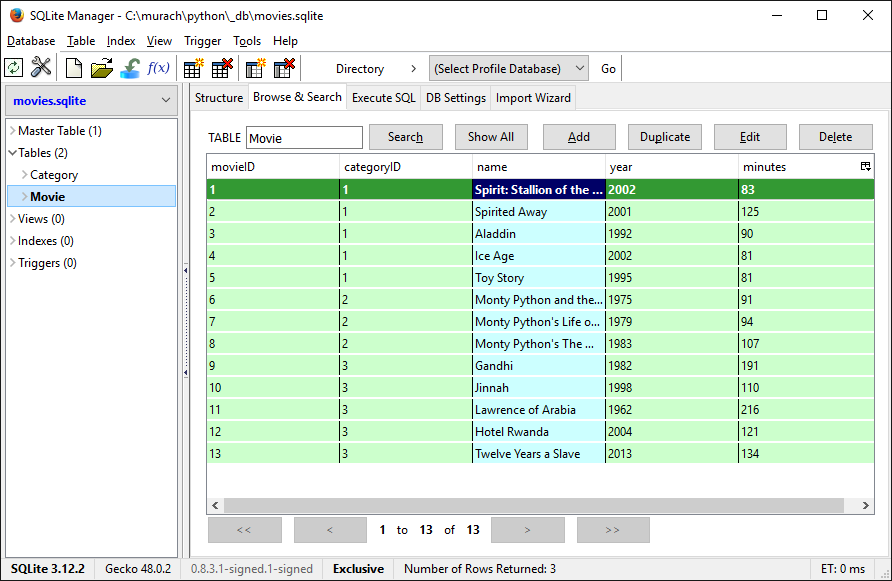 SQLite Manager - C:\murach\python\_db\movies.sqlite
Database Table Index View Trigger Tools Help
f(x) Directory > (Select Profile Database) Go
movies.sqlite
Master Table (1)
Tables (2)
Category
Movie
Views (0)
Indexes (0)
Triggers (0)
Structure Browse & Search Execute SQL DB Settings Import Wizard
TABLE Movie Search Show All Add Duplicate Edit Delete
movieID categoryID name year minutes
1 1 Spirit: Stallion of the ... 2002 83
2 1 Spirited Away 2001 125
3 1 Aladdin 1992 90
4 1 Ice Age 2002 81
5 1 Toy Story 1995 81
6 2 Monty Python and the... 1975 91
7 2 Monty Python's Life o... 1979 94
8 2 Monty Python's The ... 1983 107
9 3 Gandhi 1982 191
10 3 Jinnah 1998 110
11 3 Lawrence of Arabia 1962 216
12 3 Hotel Rwanda 2004 121
13 3 Twelve Years a Slave 2013 134
<< < 1 to 13 of 13 > >>
SQLite 3.12.2 Gecko 48.0.2 0.8.3.1-signed.1-signed Exclusive Number of Rows Returned: 3 ET: 0 ms